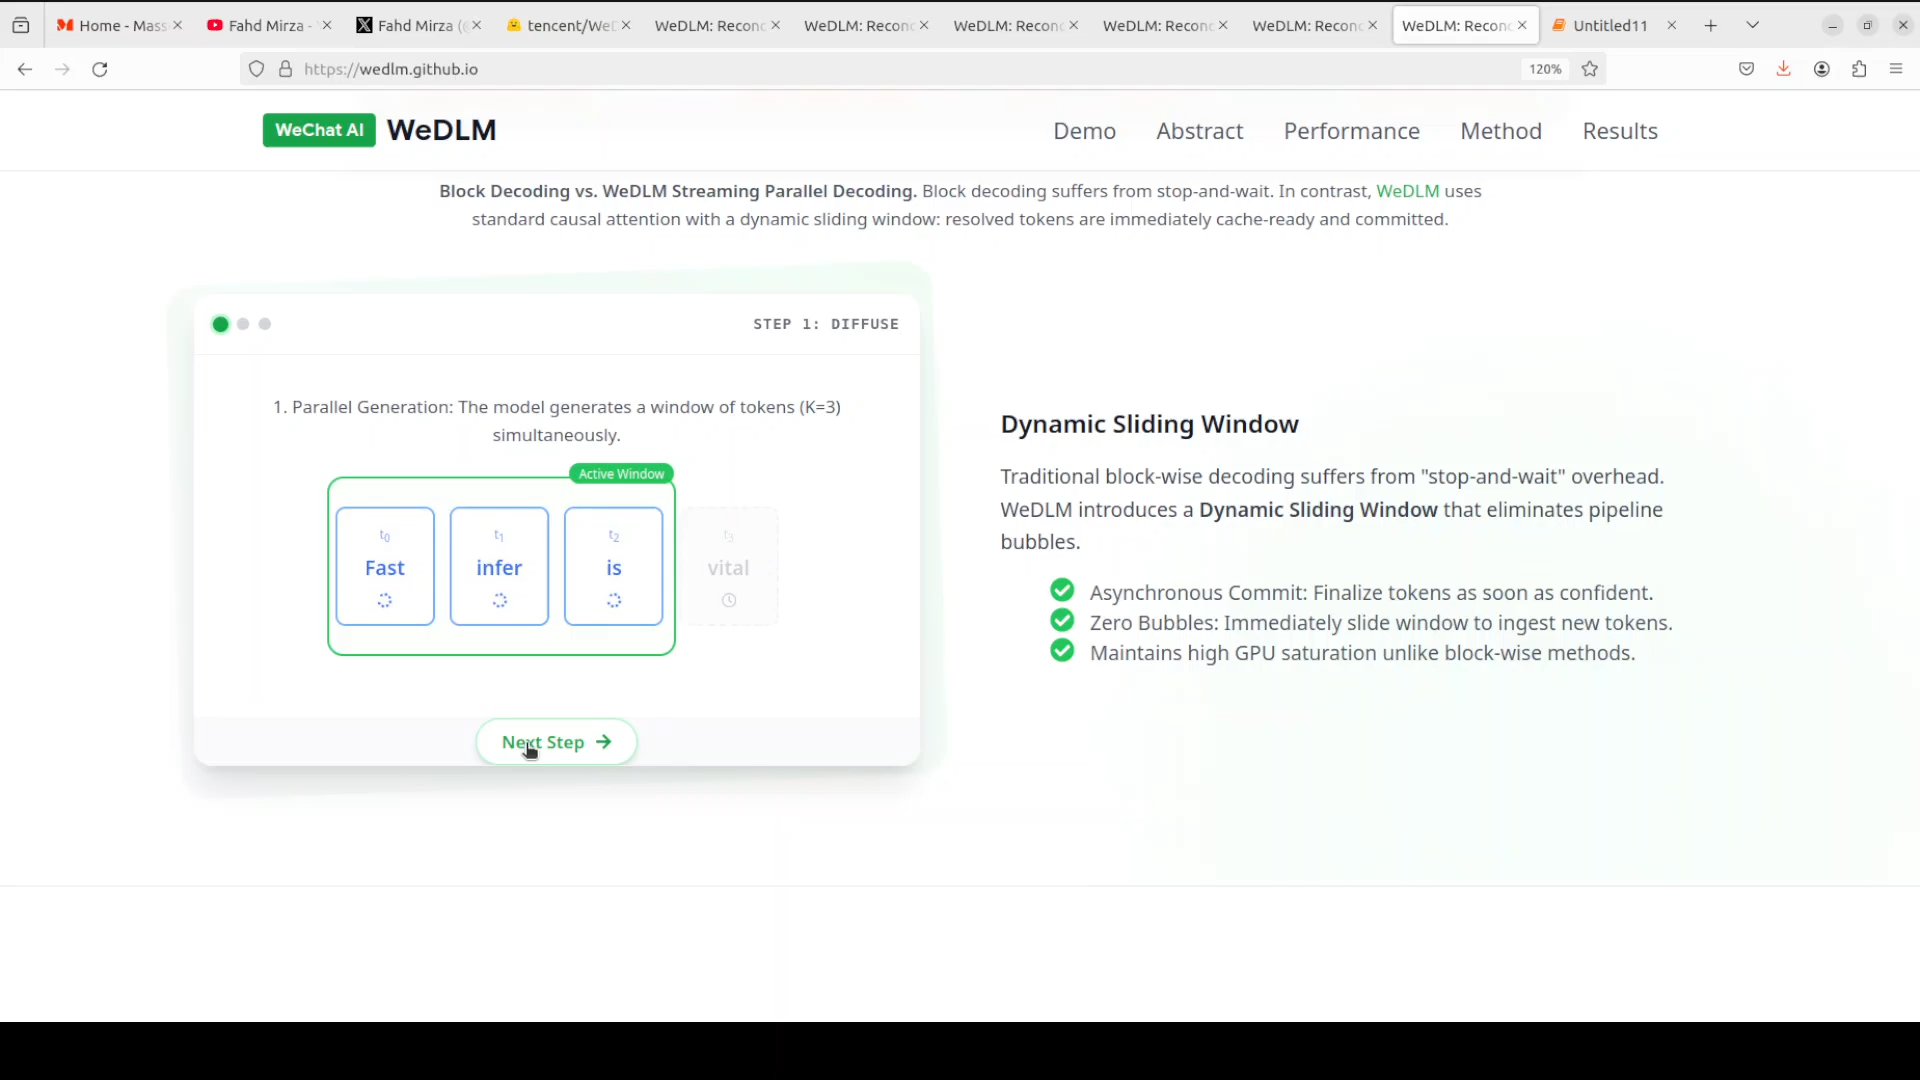 Home - Mass
Fahd Mirza -
Fahd Mirza (
tencent/WeD
WeDLM: Recon
WeDLM: Recon
WeDLM: Recon
WeDLM: Recon
WeDLM: Recon
WeDLM: Recon
Untitled11
https://wedlm.github.io
120%
WeChat AI
WeDLM
Demo
Abstract
Performance
Method
Results
Block Decoding vs. WeDLM Streaming Parallel Decoding. Block decoding suffers from stop-and-wait. In contrast, WeDLM uses
standard causal attention with a dynamic sliding window: resolved tokens are immediately cache-ready and committed.
STEP 1: DIFFUSE
1. Parallel Generation: The model generates a window of tokens (K=3)
simultaneously.
Active Window
t0
t1
t2
t3
Fast
infer
is
vital
Next Step
Dynamic Sliding Window
Traditional block-wise decoding suffers from "stop-and-wait" overhead.
WeDLM introduces a Dynamic Sliding Window that eliminates pipeline
bubbles.
Asynchronous Commit: Finalize tokens as soon as confident.
Zero Bubbles: Immediately slide window to ingest new tokens.
Maintains high GPU saturation unlike block-wise methods.